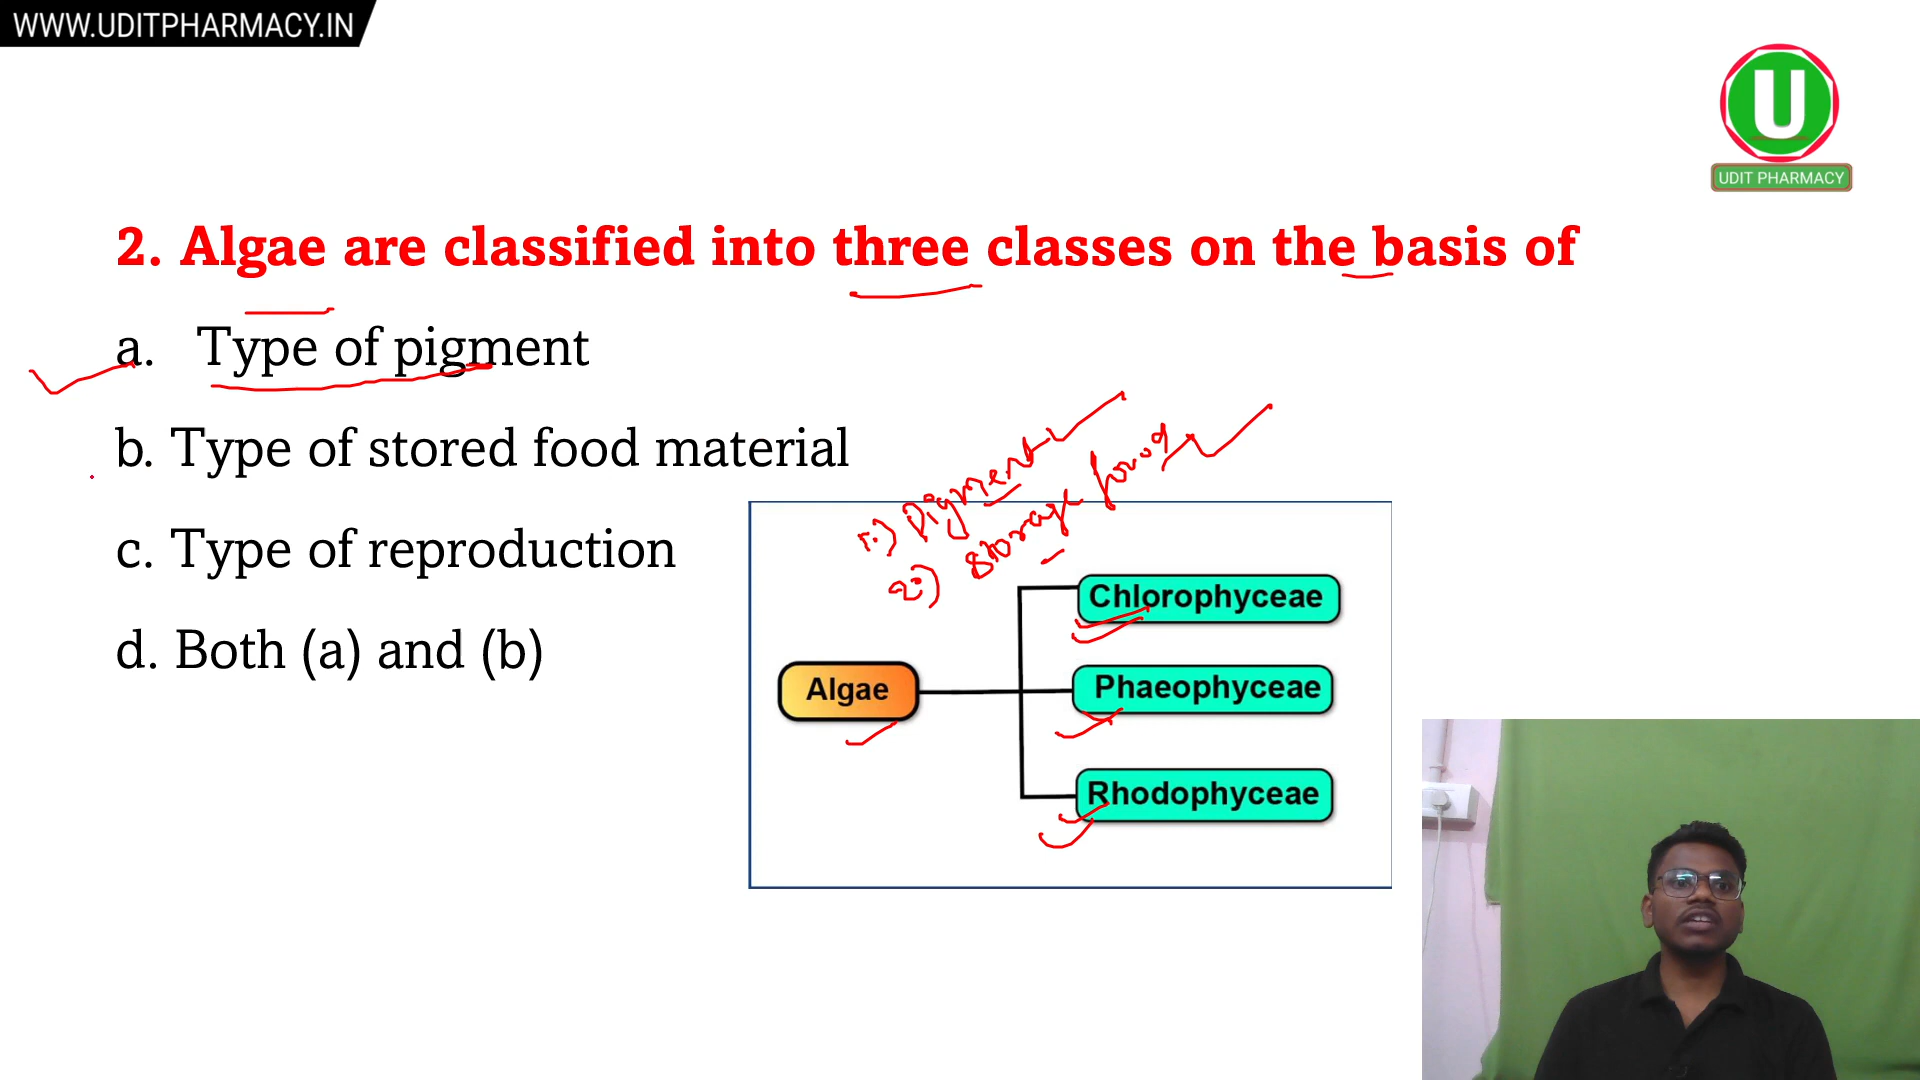 WWW.UDITPHARMACY.IN
U
UDIT PHARMACY
2. Algae are classified into three classes on the basis of
a. Type of pigment
b. Type of stored food material
c. Type of reproduction
d. Both (a) and (b)
1.) Pigment
2.) Storage food
Algae
Chlorophyceae
Phaeophyceae
Rhodophyceae